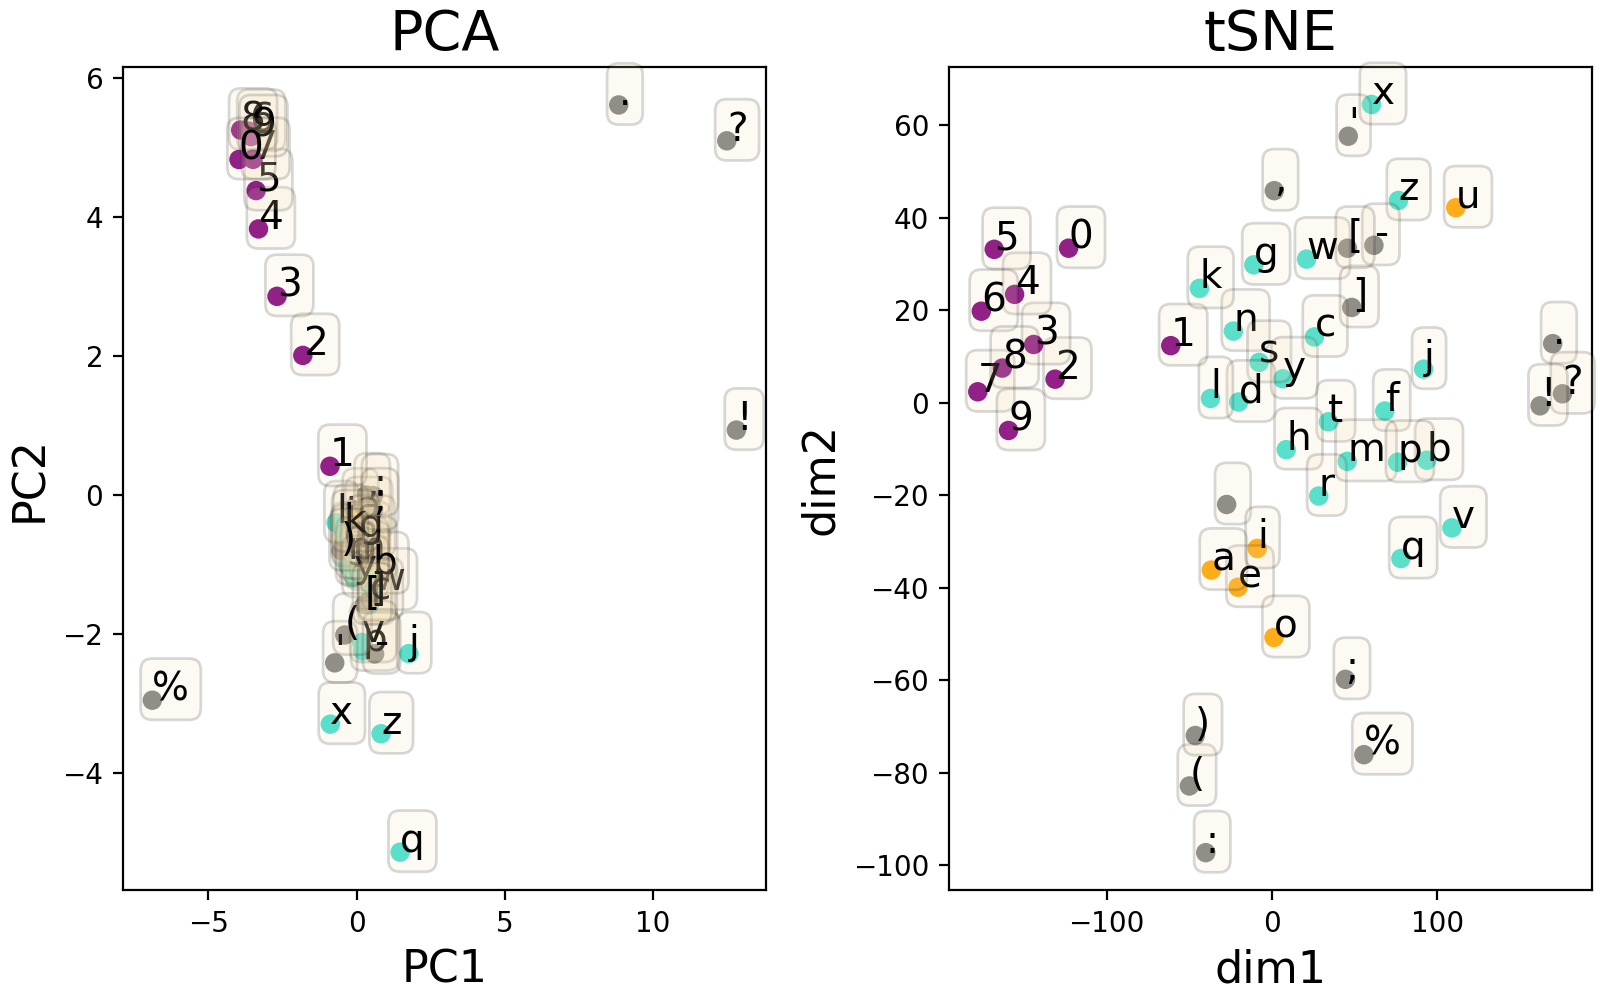 PCA
tSNE
6
4
2
0
−2
−4
−5
0
5
10
PC1
PC2
.
?
!
8
6
9
0
7
5
4
3
2
1
;
,
l
k
)
g
y
b
w
c
[
]
(
v
p
-
'
j
%
x
z
q
60
40
20
0
−20
−40
−60
−80
−100
−100
0
100
dim1
dim2
x
'
,
z
u
5
0
g
w
[
-
k
4
6
]
n
3
1
c
.
s
8
j
2
y
7
?
!
l
d
f
9
t
h
m
p
b
r
v
i
q
a
e
o
;
)
%
(
: